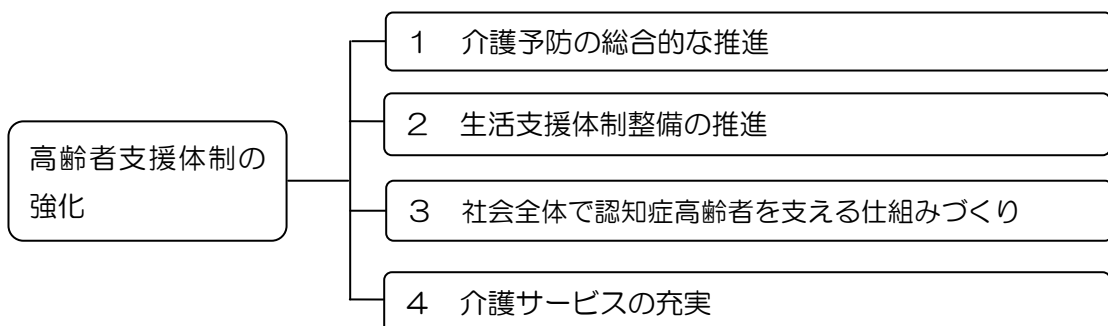 高齢者支援体制の
強化
１　介護予防の総合的な推進
２　生活支援体制整備の推進
３　社会全体で認知症高齢者を支える仕組みづくり
４　介護サービスの充実